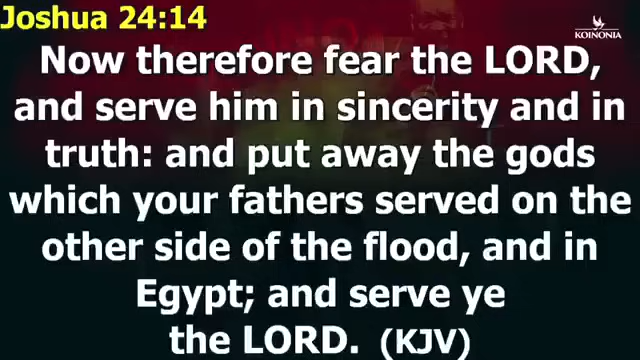 Joshua 24:14
KOINONIA
Now therefore fear the LORD,
and serve him in sincerity and in
truth: and put away the gods
which your fathers served on the
other side of the flood, and in
Egypt; and serve ye
the LORD. (KJV)